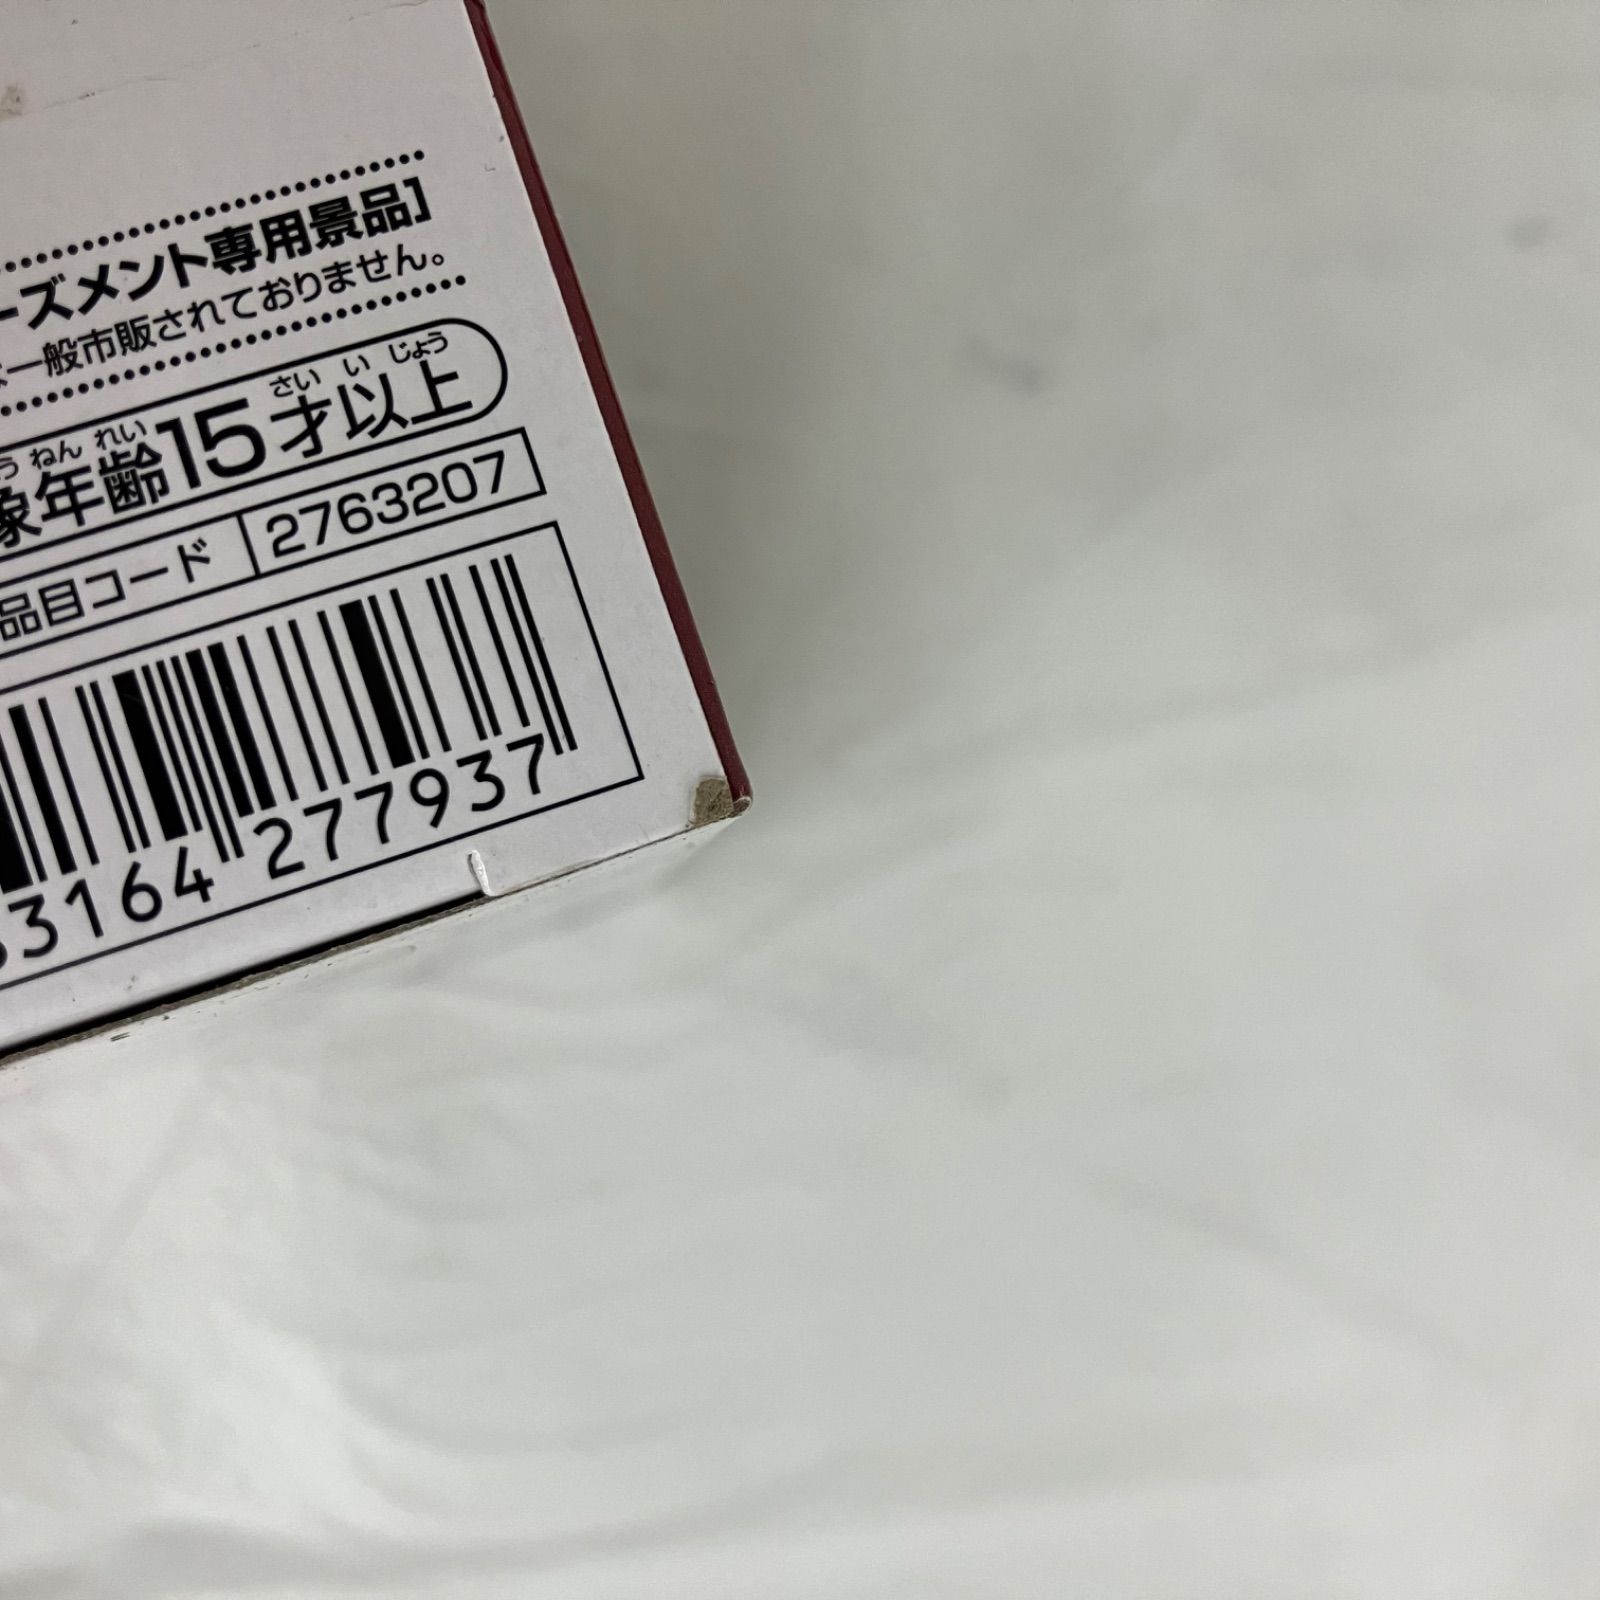 ーズメント専用景品]
一般市販されておりません。
ねん れい さい い じょう
年齢15才以上
品目コード 2763207
3164 277937